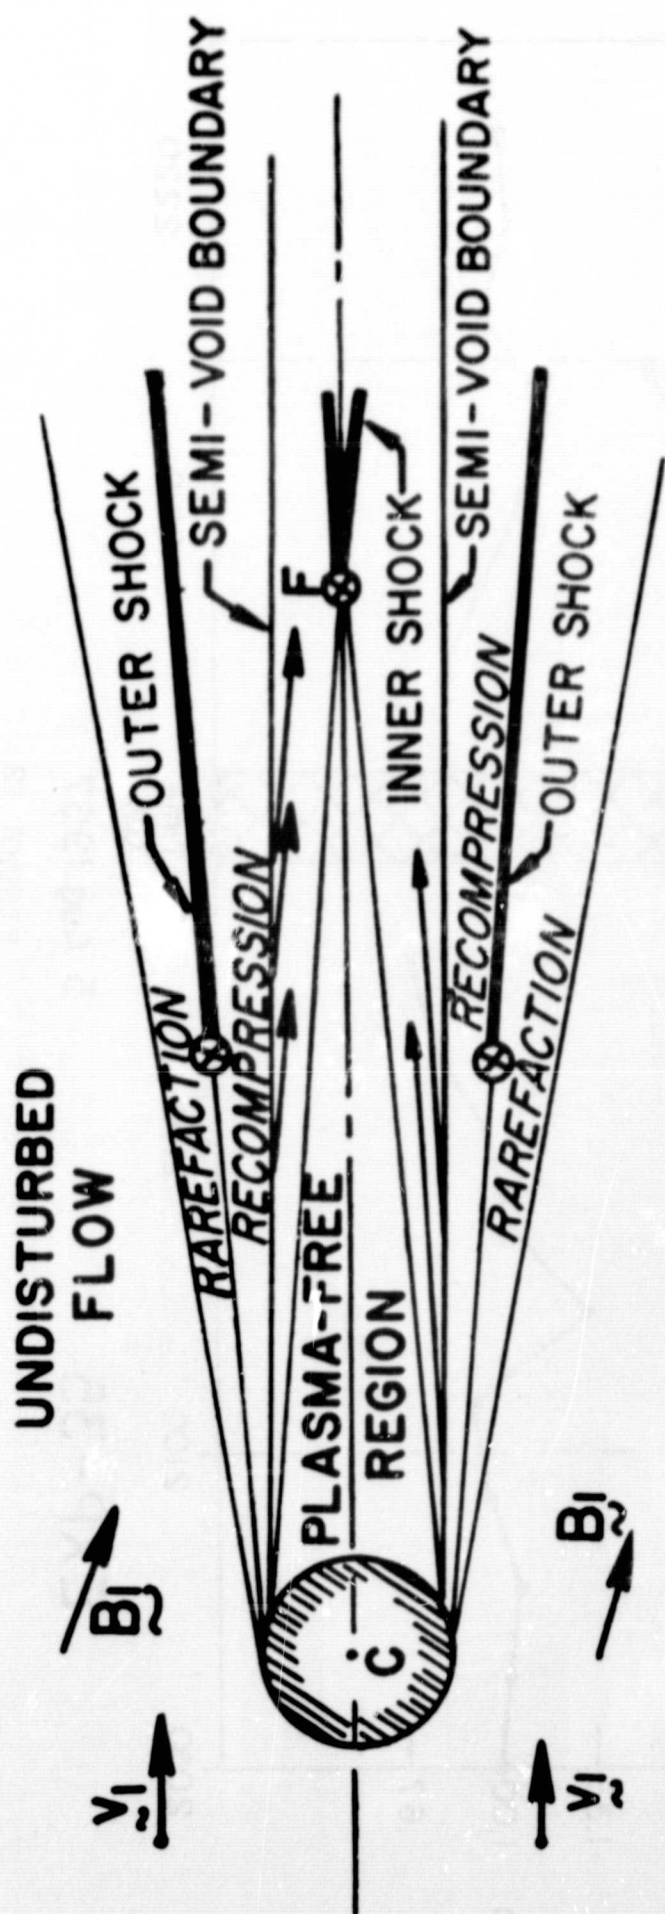 UNDISTURBED
FLOW
B1
V1
OUTER SHOCK
SEMI-VOID BOUNDARY
RAREFACTION
RECOMPRESSION
F
PLASMA-FREE
REGION
C
INNER SHOCK
SEMI-VOID BOUNDARY
RECOMPRESSION
OUTER SHOCK
RAREFACTION
B1
V1